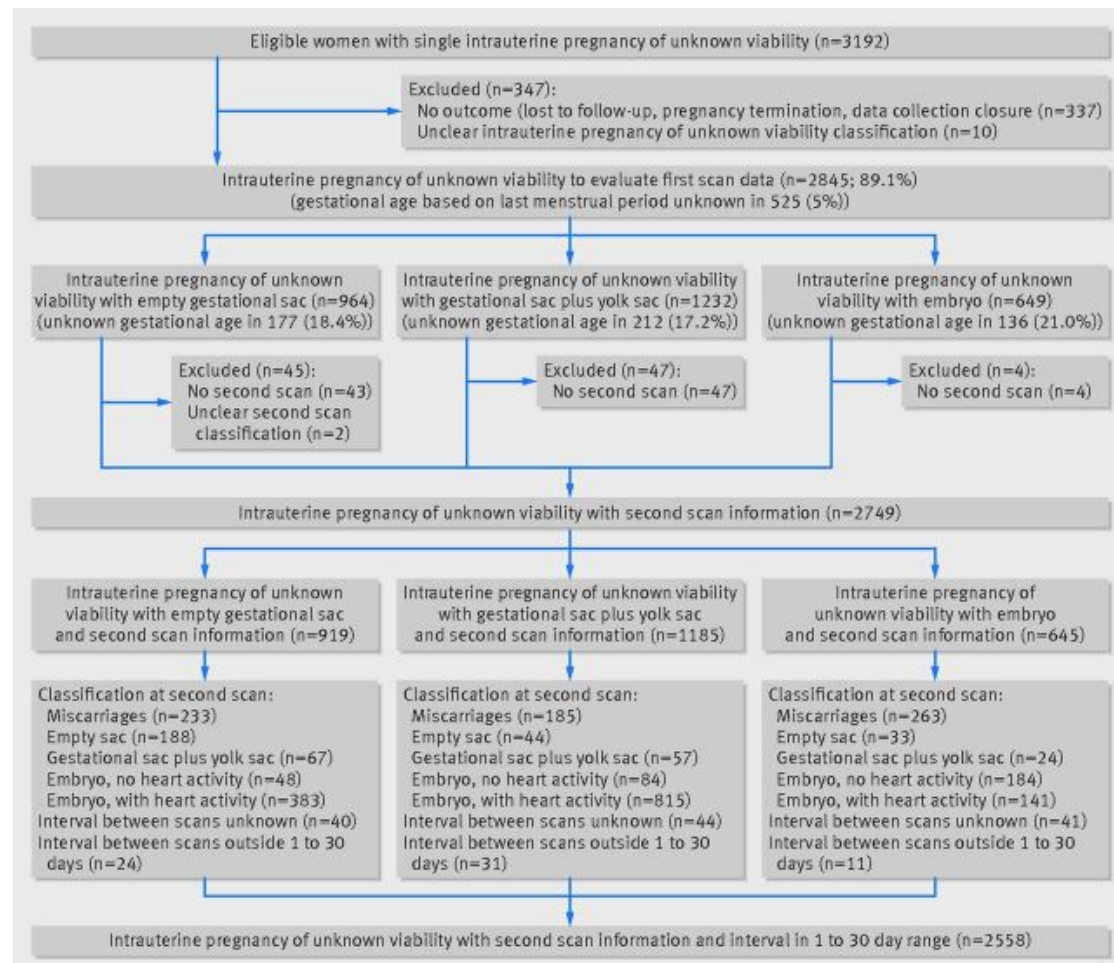 Eligible women with single intrauterine pregnancy of unknown viability (n=3192)
Excluded (n=347):
No outcome (lost to follow-up, pregnancy termination, data collection closure (n=337)
Unclear intrauterine pregnancy of unknown viability classification (n=10)
Intrauterine pregnancy of unknown viability to evaluate first scan data (n=2845; 89.1%)
(gestational age based on last menstrual period unknown in 525 (5%))
Intrauterine pregnancy of unknown
viability with empty gestational sac (n=964)
(unknown gestational age in 177 (18.4%))
Intrauterine pregnancy of unknown viability
with gestational sac plus yolk sac (n=1232)
(unknown gestational age in 212 (17.2%))
Intrauterine pregnancy of unknown
viability with embryo (n=649)
(unknown gestational age in 136 (21.0%))
Excluded (n=45):
No second scan (n=43)
Unclear second scan
classification (n=2)
Excluded (n=47):
No second scan (n=47)
Excluded (n=4):
No second scan (n=4)
Intrauterine pregnancy of unknown viability with second scan information (n=2749)
Intrauterine pregnancy of unknown
viability with empty gestational sac
and second scan information (n=919)
Intrauterine pregnancy of unknown viability
with gestational sac plus yolk sac
and second scan information (n=1185)
Intrauterine pregnancy of
unknown viability with embryo
and second scan information (n=645)
Classification at second scan:
Miscarriages (n=233)
Empty sac (n=188)
Gestational sac plus yolk sac (n=67)
Embryo, no heart activity (n=48)
Embryo, with heart activity (n=383)
Interval between scans unknown (n=40)
Interval between scans outside 1 to 30
days (n=24)
Classification at second scan:
Miscarriages (n=185)
Empty sac (n=44)
Gestational sac plus yolk sac (n=57)
Embryo, no heart activity (n=84)
Embryo, with heart activity (n=815)
Interval between scans unknown (n=44)
Interval between scans outside 1 to 30
days (n=31)
Classification at second scan:
Miscarriages (n=263)
Empty sac (n=33)
Gestational sac plus yolk sac (n=24)
Embryo, no heart activity (n=184)
Embryo, with heart activity (n=141)
Interval between scans unknown (n=41)
Interval between scans outside 1 to 30
days (n=11)
Intrauterine pregnancy of unknown viability with second scan information and interval in 1 to 30 day range (n=2558)